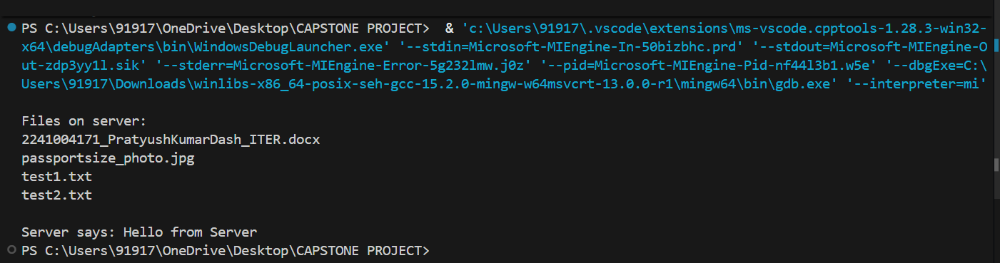 PS C:\Users\91917\OneDrive\Desktop\CAPSTONE PROJECT>  & 'c:\Users\91917\.vscode\extensions\ms-vscode.cpptools-1.28.3-win32-
x64\debugAdapters\bin\WindowsDebugLauncher.exe' '--stdin=Microsoft-MIEngine-In-50bizbhc.prd' '--stdout=Microsoft-MIEngine-O
ut-zdp3yy1l.sik' '--stderr=Microsoft-MIEngine-Error-5g232lmw.j0z' '--pid=Microsoft-MIEngine-Pid-nf44l3b1.w5e' '--dbgExe=C:\
Users\91917\Downloads\winlibs-x86_64-posix-seh-gcc-15.2.0-mingw-w64msvcrt-13.0.0-r1\mingw64\bin\gdb.exe' '--interpreter=mi'
Files on server:
2241004171_PratyushKumarDash_ITER.docx
passportsize_photo.jpg
test1.txt
test2.txt
Server says: Hello from Server
PS C:\Users\91917\OneDrive\Desktop\CAPSTONE PROJECT>